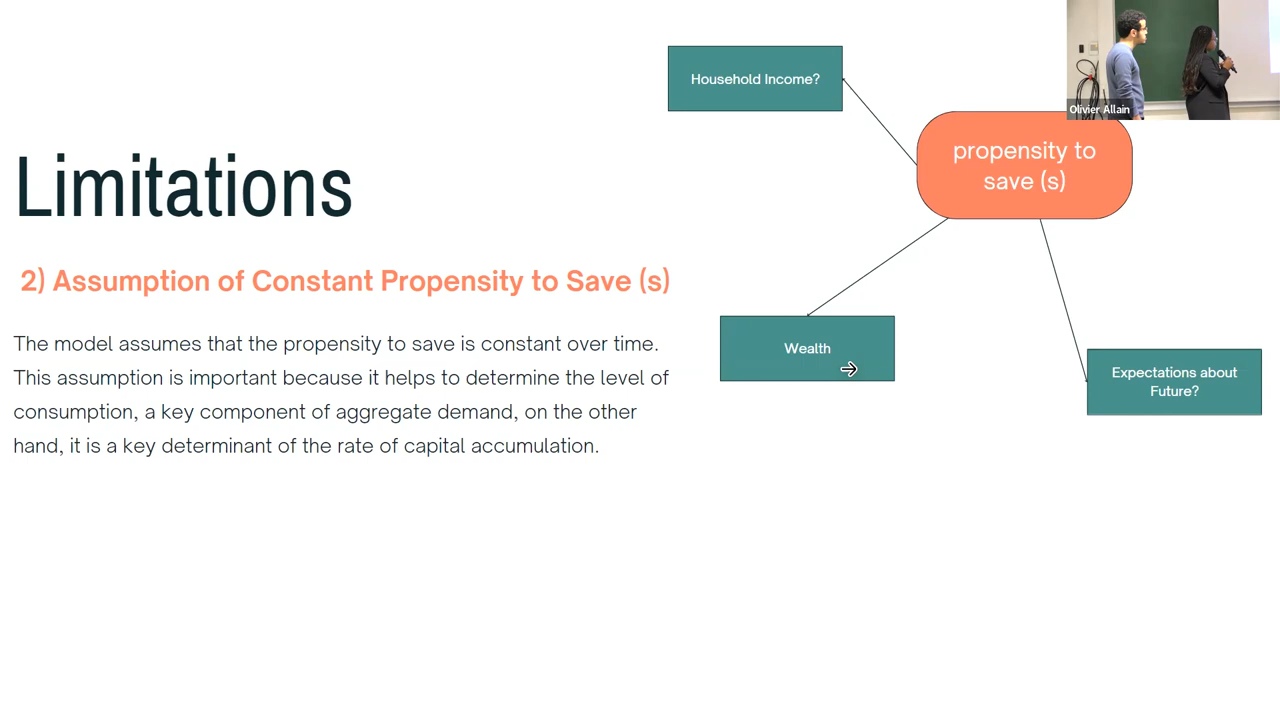 Limitations
2) Assumption of Constant Propensity to Save (s)
The model assumes that the propensity to save is constant over time.
This assumption is important because it helps to determine the level of
consumption, a key component of aggregate demand, on the other
hand, it is a key determinant of the rate of capital accumulation.
Household Income?
propensity to
save (s)
Wealth
Expectations about
Future?
Olivier Allain